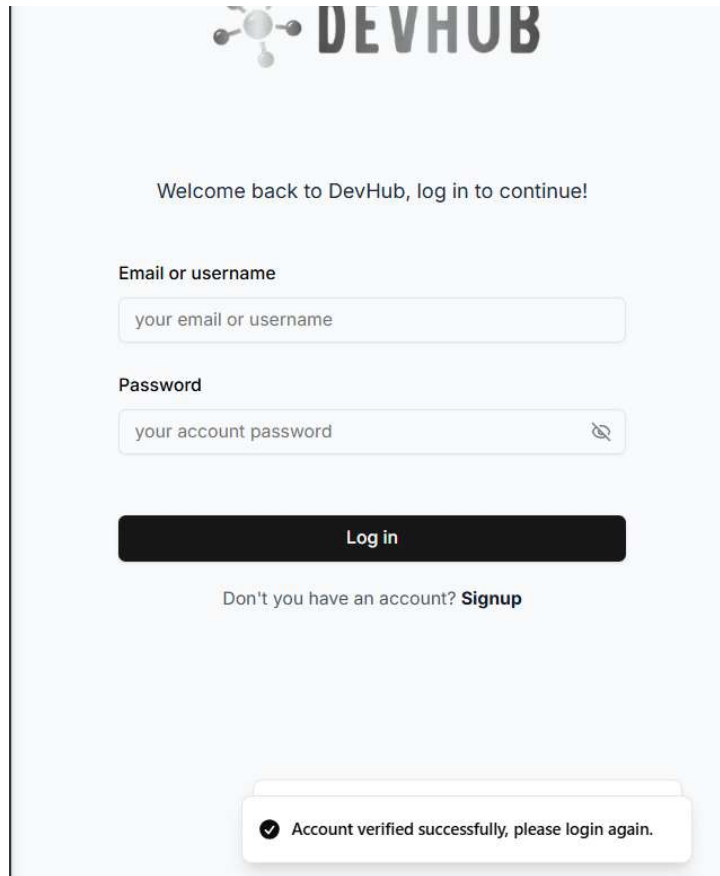 DEVHUB
Welcome back to DevHub, log in to continue!
Email or username
your email or username
Password
your account password
Log in
Don't you have an account? Signup
Account verified successfully, please login again.